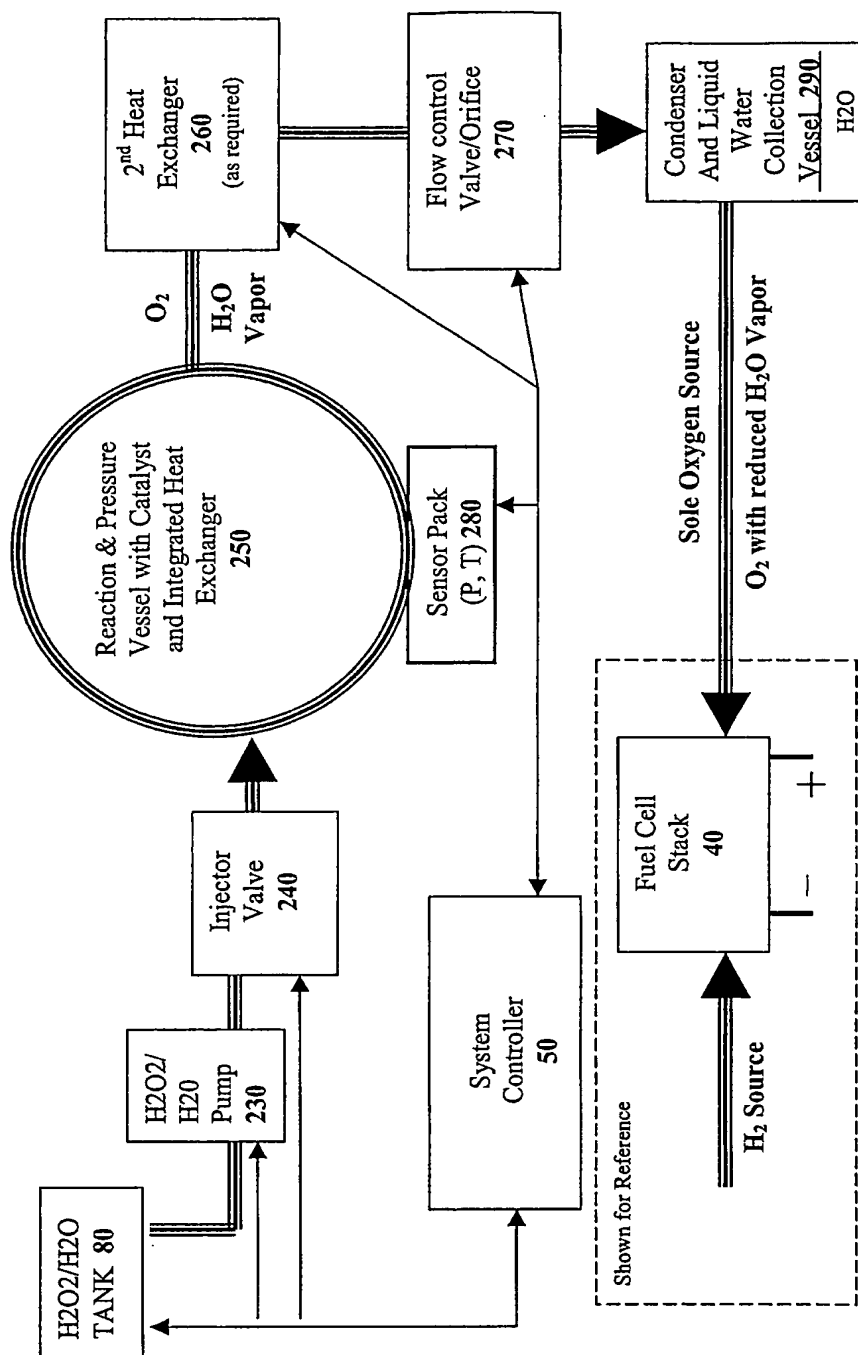 H2O2/H2O
TANK 80
H2O2/
H20
Pump
230
Injector
Valve
240
Reaction & Pressure
Vessel with Catalyst
and Integrated Heat
Exchanger
250
O2
H2O
Vapor
2nd Heat
Exchanger
260
(as required)
Flow control
Valve/Orifice
270
Sensor Pack
(P, T) 280
System
Controller
50
Condenser
And Liquid
Water
Collection
Vessel 290
H2O
Sole Oxygen Source
O2 with reduced H2O Vapor
Shown for Reference
H2 Source
Fuel Cell
Stack
40
− +